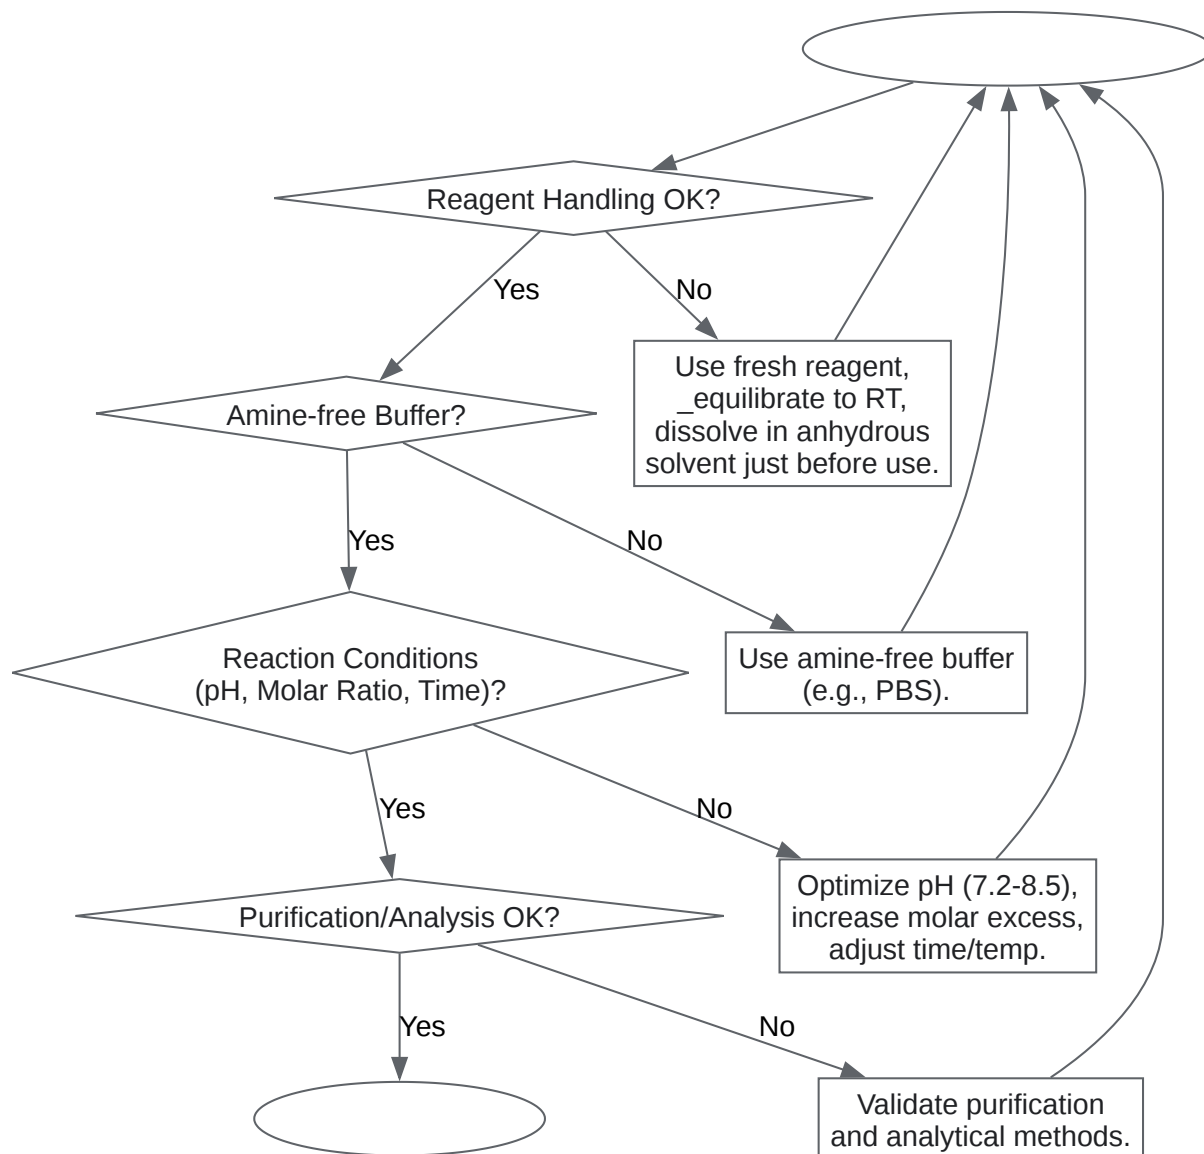 Reagent Handling OK?
Yes
No
Use fresh reagent,
_equilibrate to RT,
dissolve in anhydrous
solvent just before use.
Amine-free Buffer?
Yes
No
Use amine-free buffer
(e.g., PBS).
Reaction Conditions
(pH, Molar Ratio, Time)?
Yes
No
Optimize pH (7.2-8.5),
increase molar excess,
adjust time/temp.
Purification/Analysis OK?
Yes
No
Validate purification
and analytical methods.